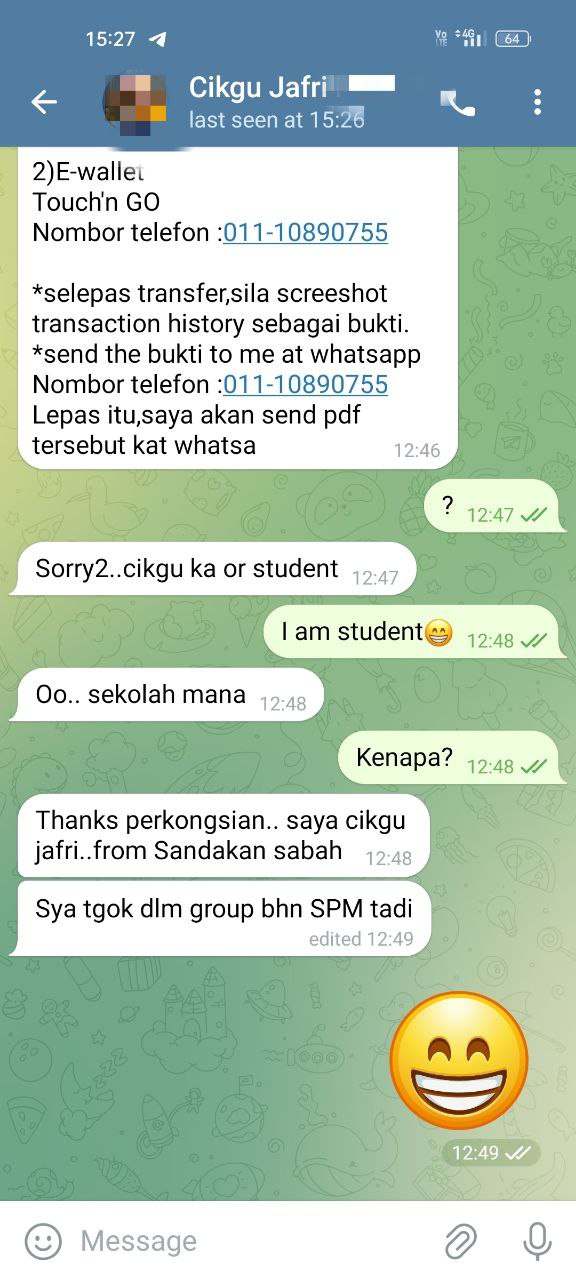 15:27
Vo LTE 4G 64
Cikgu Jafri
last seen at 15:26
2)E-wallet
Touch'n GO
Nombor telefon :011-10890755
*selepas transfer,sila screeshot
transaction history sebagai bukti.
*send the bukti to me at whatsapp
Nombor telefon :011-10890755
Lepas itu,saya akan send pdf
tersebut kat whatsa
12:46
? 12:47
Sorry2..cikgu ka or student 12:47
I am student😁 12:48
Oo.. sekolah mana 12:48
Kenapa? 12:48
Thanks perkongsian.. saya cikgu
jafri..from Sandakan sabah 12:48
Sya tgok dlm group bhn SPM tadi
edited 12:49
12:49
Message